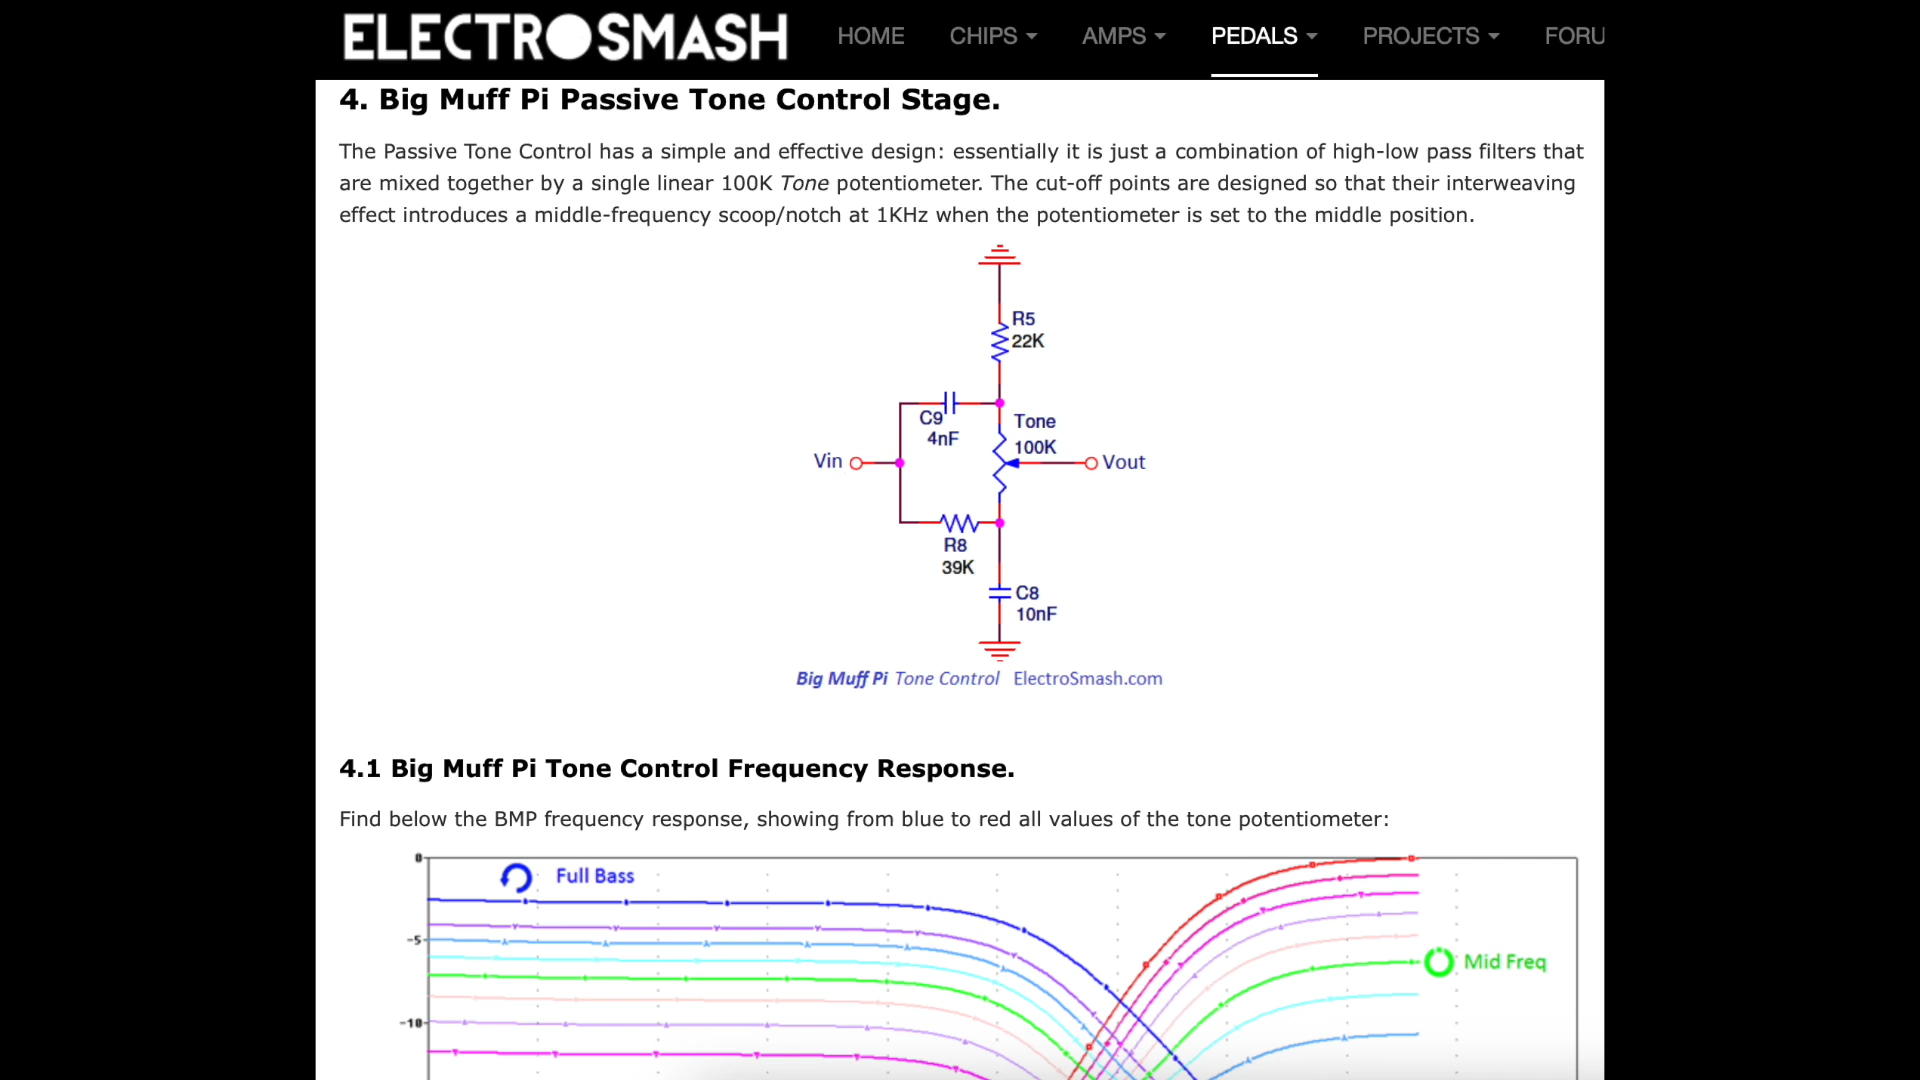 ELECTROSMASH HOME CHIPS AMPS PEDALS PROJECTS FORU
4. Big Muff Pi Passive Tone Control Stage.
The Passive Tone Control has a simple and effective design: essentially it is just a combination of high-low pass filters that
are mixed together by a single linear 100K Tone potentiometer. The cut-off points are designed so that their interweaving
effect introduces a middle-frequency scoop/notch at 1KHz when the potentiometer is set to the middle position.
R5
22K
C9
4nF
Tone
100K
Vin
Vout
R8
39K
C8
10nF
Big Muff Pi Tone Control ElectroSmash.com
4.1 Big Muff Pi Tone Control Frequency Response.
Find below the BMP frequency response, showing from blue to red all values of the tone potentiometer:
0
Full Bass
-5
Mid Freq
-10